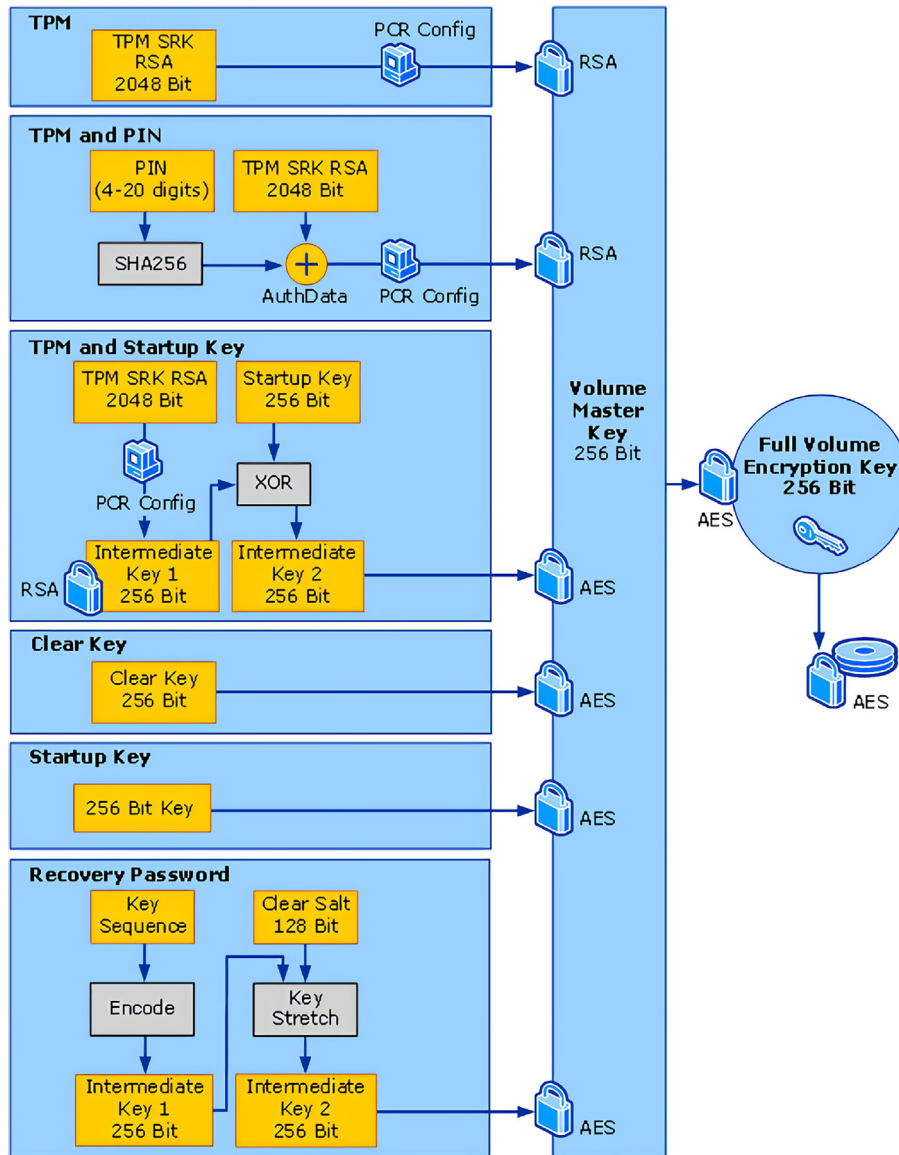 TPM
TPM SRK
RSA
2048 Bit
PCR Config
RSA
TPM and PIN
PIN
(4-20 digits)
TPM SRK RSA
2048 Bit
SHA256
AuthData
PCR Config
RSA
TPM and Startup Key
TPM SRK RSA
2048 Bit
Startup Key
256 Bit
PCR Config
XOR
RSA
Intermediate
Key 1
256 Bit
Intermediate
Key 2
256 Bit
AES
Clear Key
Clear Key
256 Bit
AES
Startup Key
256 Bit Key
AES
Recovery Password
Key
Sequence
Clear Salt
128 Bit
Encode
Key
Stretch
Intermediate
Key 1
256 Bit
Intermediate
Key 2
256 Bit
AES
Volume
Master
Key
256 Bit
AES
Full Volume
Encryption Key
256 Bit
AES